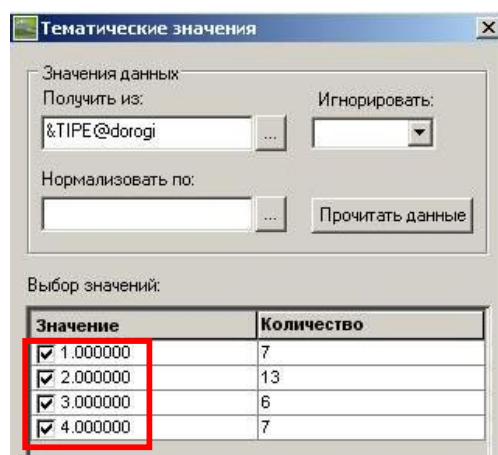 Тематические значения
Значения данных
Получить из: Игнорировать:
&TIPE@dorogi ...
Нормализовать по:
... Прочитать данные
Выбор значений:
Значение Количество
1.000000 7
2.000000 13
3.000000 6
4.000000 7